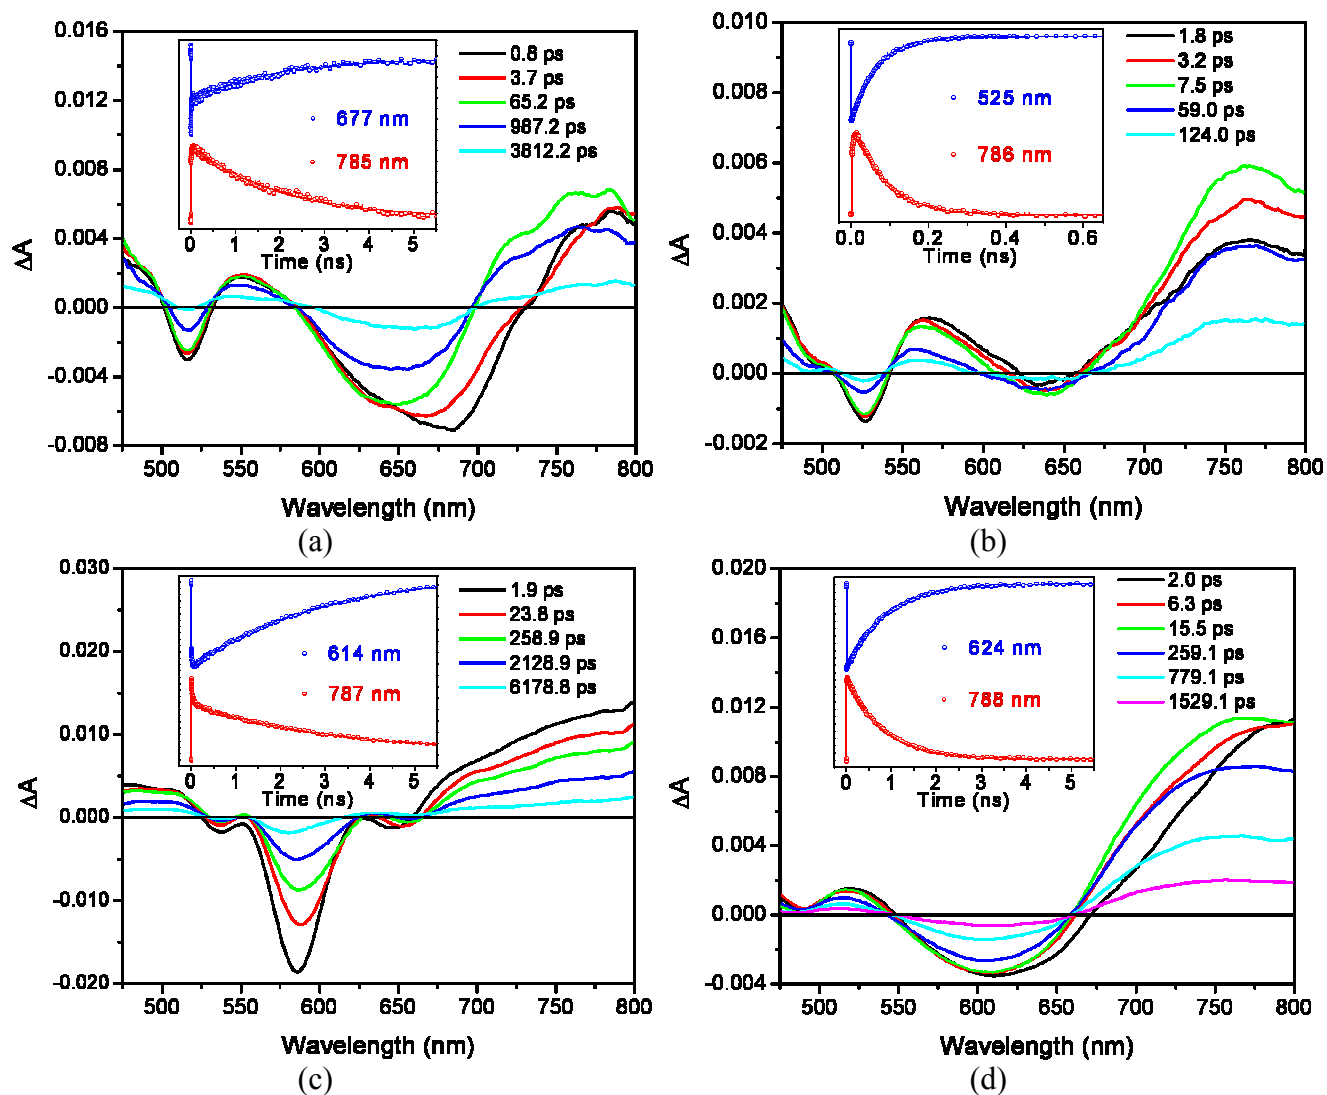 0.016
0.012
0.008
0.004
0.000
-0.004
-0.008
ΔA
500 550 600 650 700 750 800
Wavelength (nm)
0.8 ps
3.7 ps
65.2 ps
987.2 ps
3812.2 ps
677 nm
785 nm
0 1 2 3 4 5
Time (ns)
(a)
0.010
0.008
0.006
0.004
0.002
0.000
-0.002
ΔA
500 550 600 650 700 750 800
Wavelength (nm)
1.8 ps
3.2 ps
7.5 ps
59.0 ps
124.0 ps
525 nm
786 nm
0.0 0.2 0.4 0.6
Time (ns)
(b)
0.030
0.020
0.010
0.000
-0.010
-0.020
ΔA
500 550 600 650 700 750 800
Wavelength (nm)
1.9 ps
23.8 ps
258.9 ps
2128.9 ps
6178.8 ps
614 nm
787 nm
0 1 2 3 4 5
Time (ns)
(c)
0.020
0.016
0.012
0.008
0.004
0.000
-0.004
ΔA
500 550 600 650 700 750 800
Wavelength (nm)
2.0 ps
6.3 ps
15.5 ps
259.1 ps
779.1 ps
1529.1 ps
624 nm
788 nm
0 1 2 3 4 5
Time (ns)
(d)